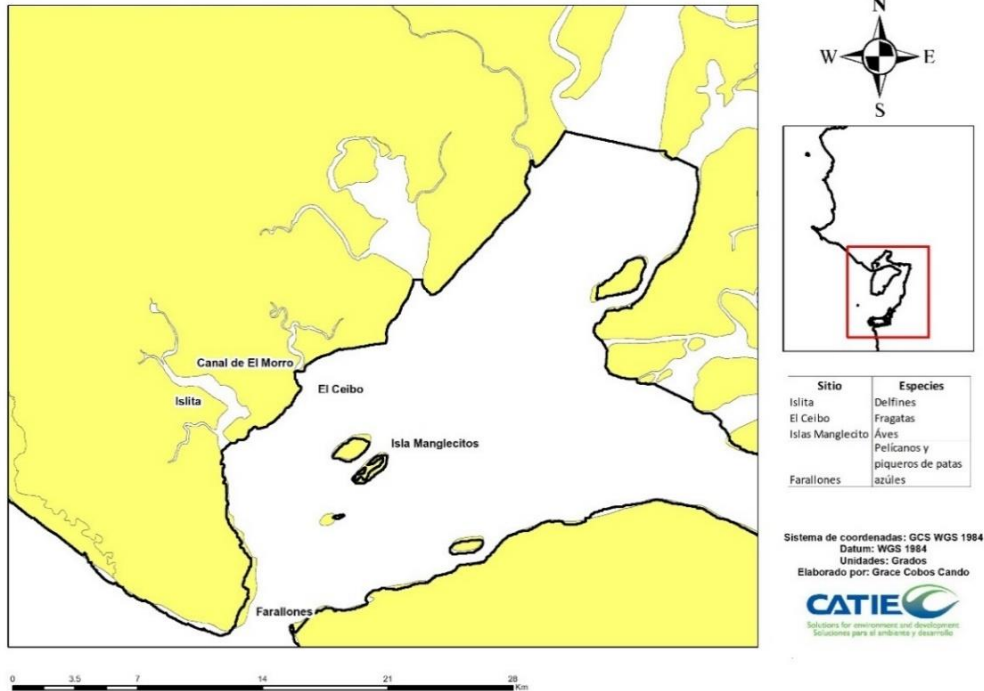 N
W E
S
Canal de El Morro
Islita
El Ceibo
Isla Manglecitos
Farallones
Sitio Especies
Islita Delfines
El Ceibo Fragatas
Islas Manglecito Áves
Pelícanos y
piqueros de patas
Farallones azúles
Sistema de coordenadas: GCS WGS 1984
Datum: WGS 1984
Unidades: Grados
Elaborado por: Grace Cobos Cando
CATIE
Solutions for environment and development
Soluciones para el ambiente y desarrollo
0 3.5 7 14 21 28
Km